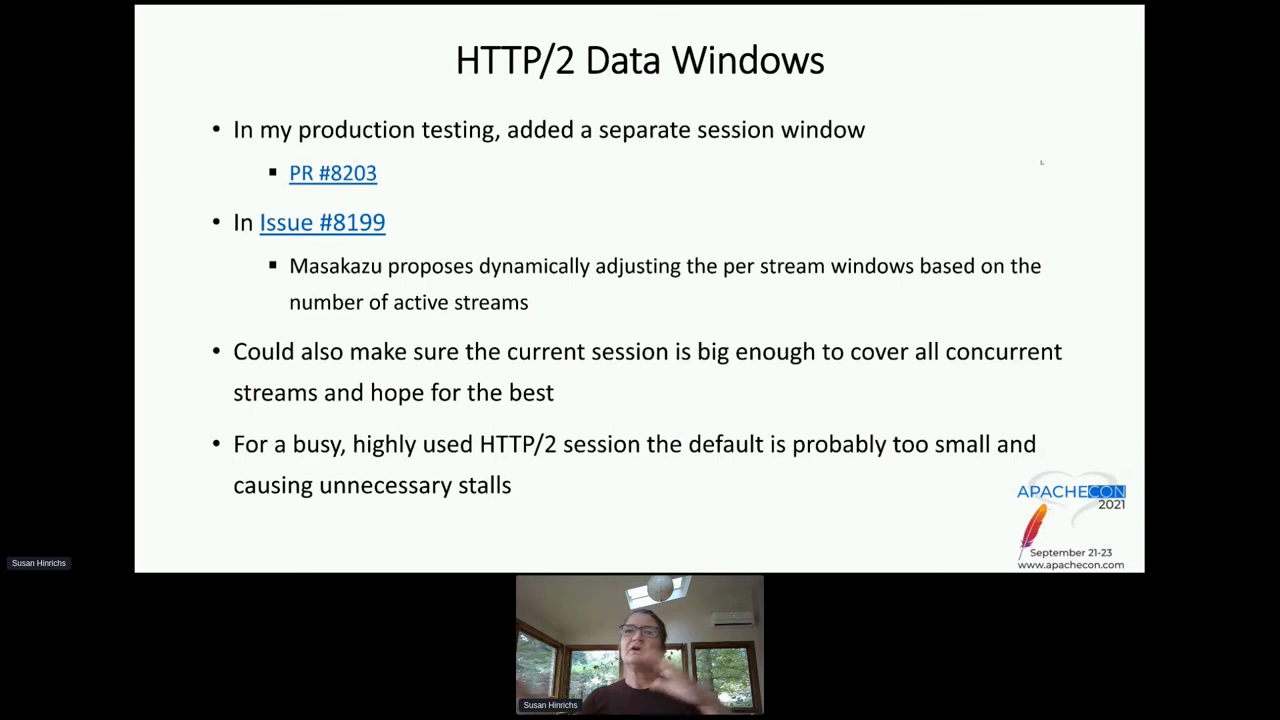 HTTP/2 Data Windows
• In my production testing, added a separate session window
▪ PR #8203
• In Issue #8199
▪ Masakazu proposes dynamically adjusting the per stream windows based on the
number of active streams
• Could also make sure the current session is big enough to cover all concurrent
streams and hope for the best
• For a busy, highly used HTTP/2 session the default is probably too small and
causing unnecessary stalls
APACHECON
2021
September 21-23
www.apachecon.com
Susan Hinrichs
Susan Hinrichs